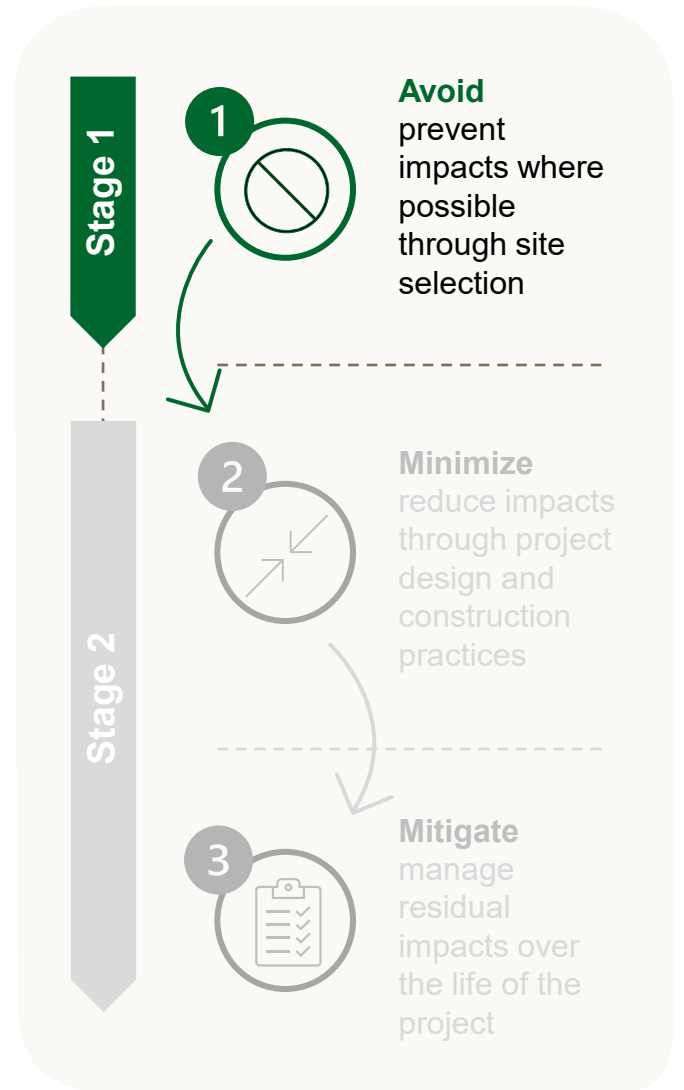 Stage 1
1
Avoid
prevent
impacts where
possible
through site
selection
Stage 2
2
Minimize
reduce impacts
through project
design and
construction
practices
3
Mitigate
manage
residual
impacts over
the life of the
project